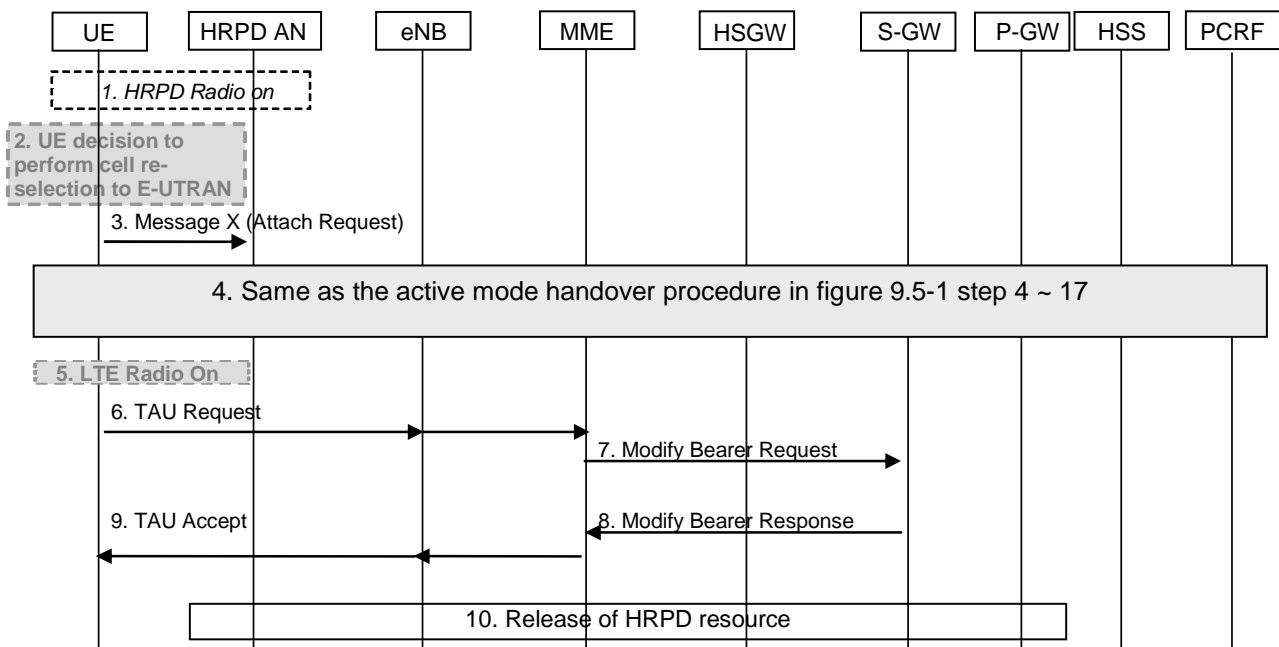 UE HRPD AN eNB MME HSGW S-GW P-GW HSS PCRF
1. HRPD Radio on
2. UE decision to
perform cell re-
selection to E-UTRAN
3. Message X (Attach Request)
4. Same as the active mode handover procedure in figure 9.5-1 step 4 ~ 17
5. LTE Radio On
6. TAU Request
7. Modify Bearer Request
9. TAU Accept
8. Modify Bearer Response
10. Release of HRPD resource